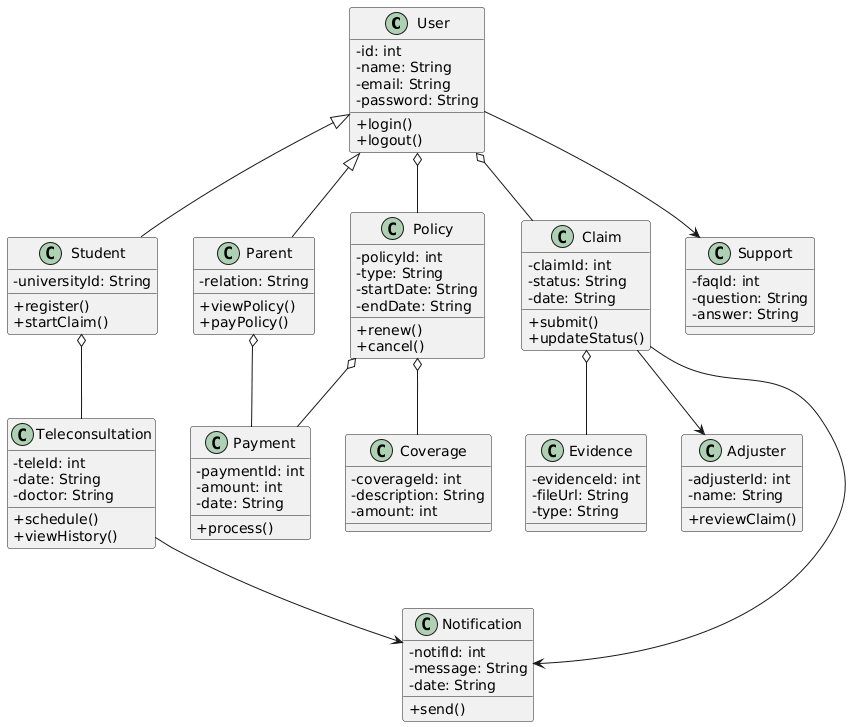 C User
-id: int
-name: String
-email: String
-password: String
+login()
+logout()
C Student
-universityId: String
+register()
+startClaim()
C Parent
-relation: String
+viewPolicy()
+payPolicy()
C Policy
-policyId: int
-type: String
-startDate: String
-endDate: String
+renew()
+cancel()
C Claim
-claimId: int
-status: String
-date: String
+submit()
+updateStatus()
C Support
-faqId: int
-question: String
-answer: String
C Teleconsultation
-teleId: int
-date: String
-doctor: String
+schedule()
+viewHistory()
C Payment
-paymentId: int
-amount: int
-date: String
+process()
C Coverage
-coverageId: int
-description: String
-amount: int
C Evidence
-evidenceId: int
-fileUrl: String
-type: String
C Adjuster
-adjusterId: int
-name: String
+reviewClaim()
C Notification
-notifId: int
-message: String
-date: String
+send()